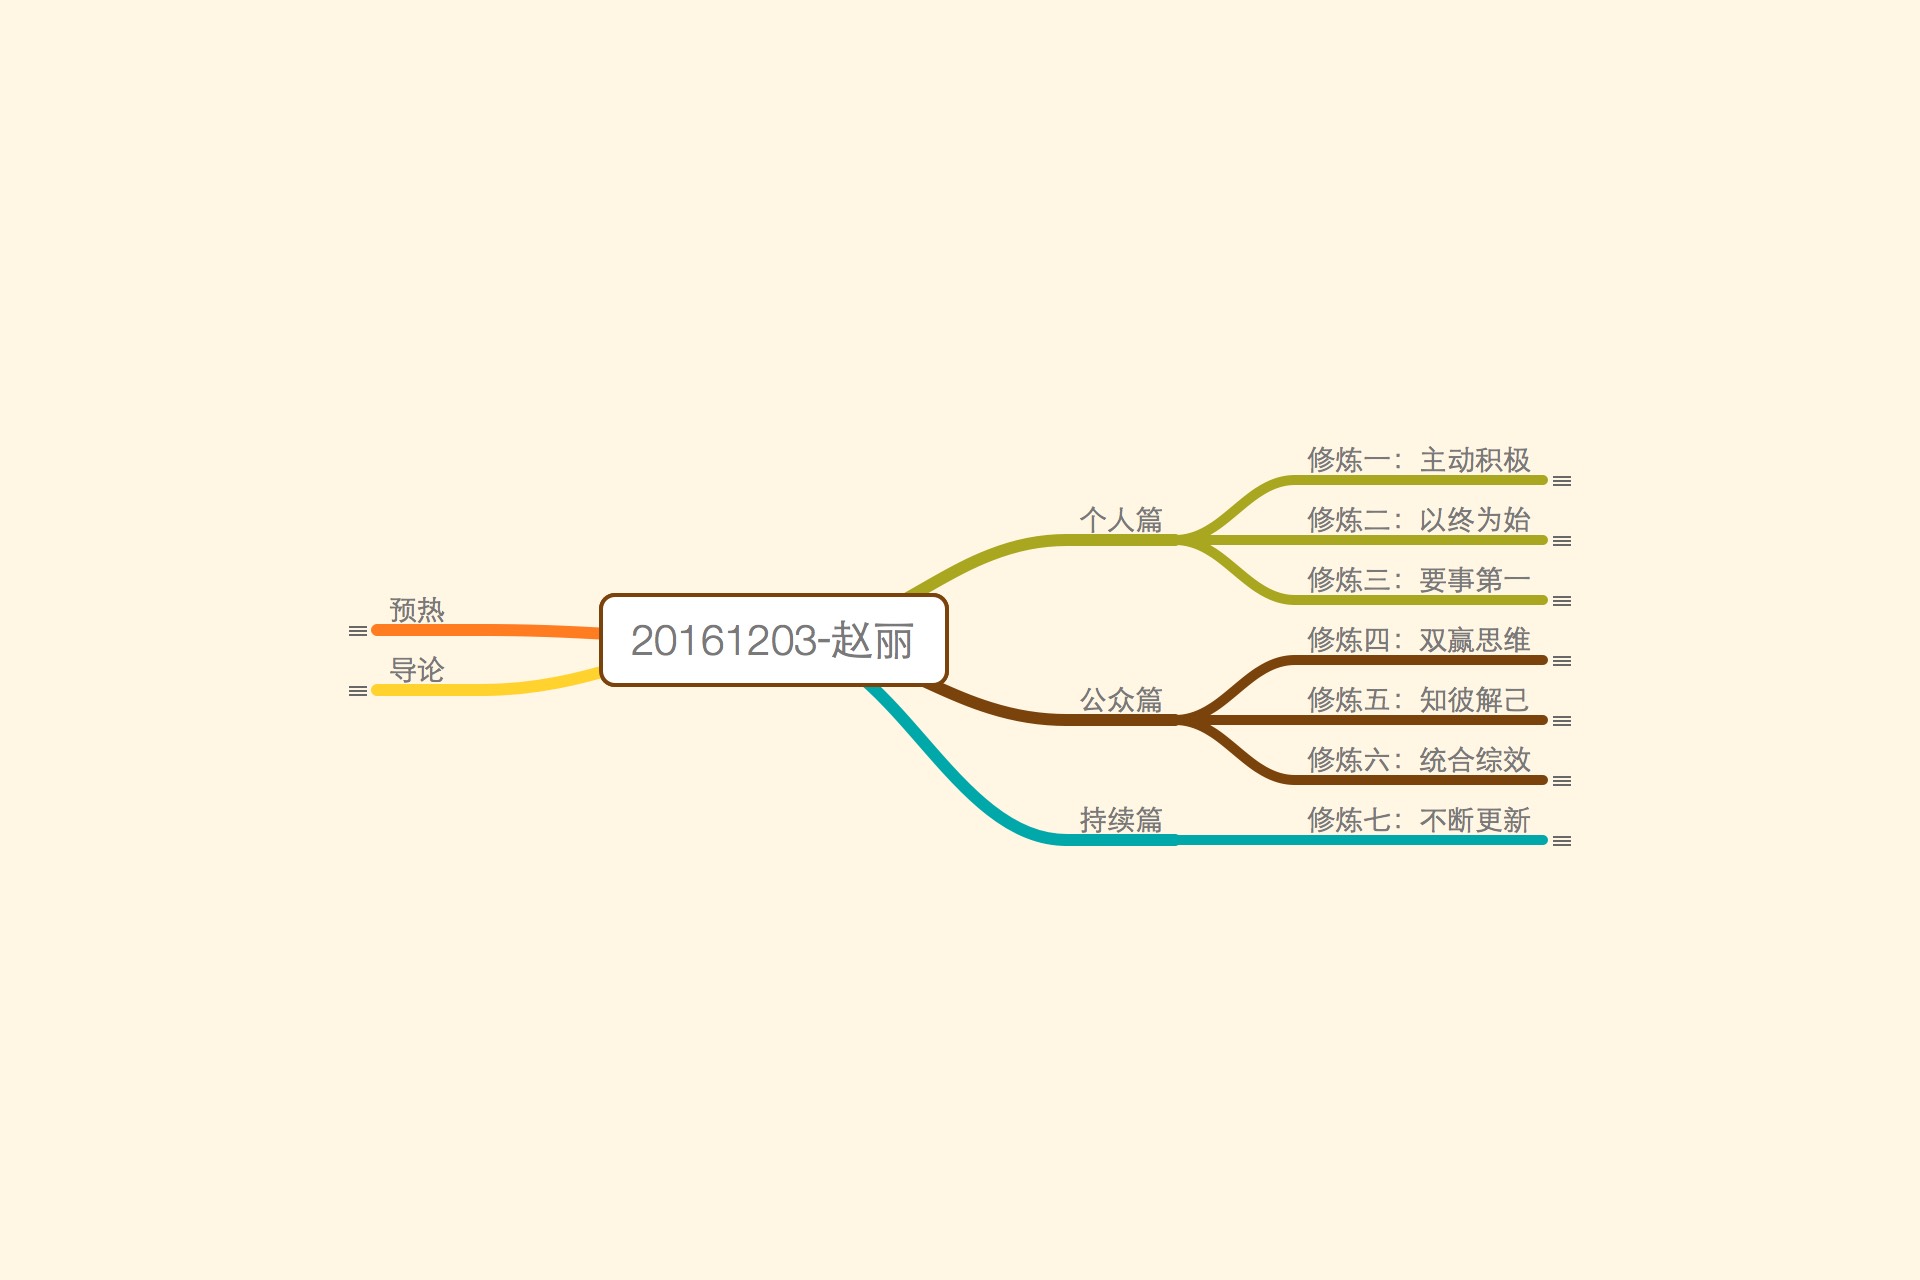 20161203-赵丽
预热
导论
个人篇
修炼一：主动积极
修炼二：以终为始
修炼三：要事第一
公众篇
修炼四：双赢思维
修炼五：知彼解己
修炼六：统合综效
持续篇
修炼七：不断更新